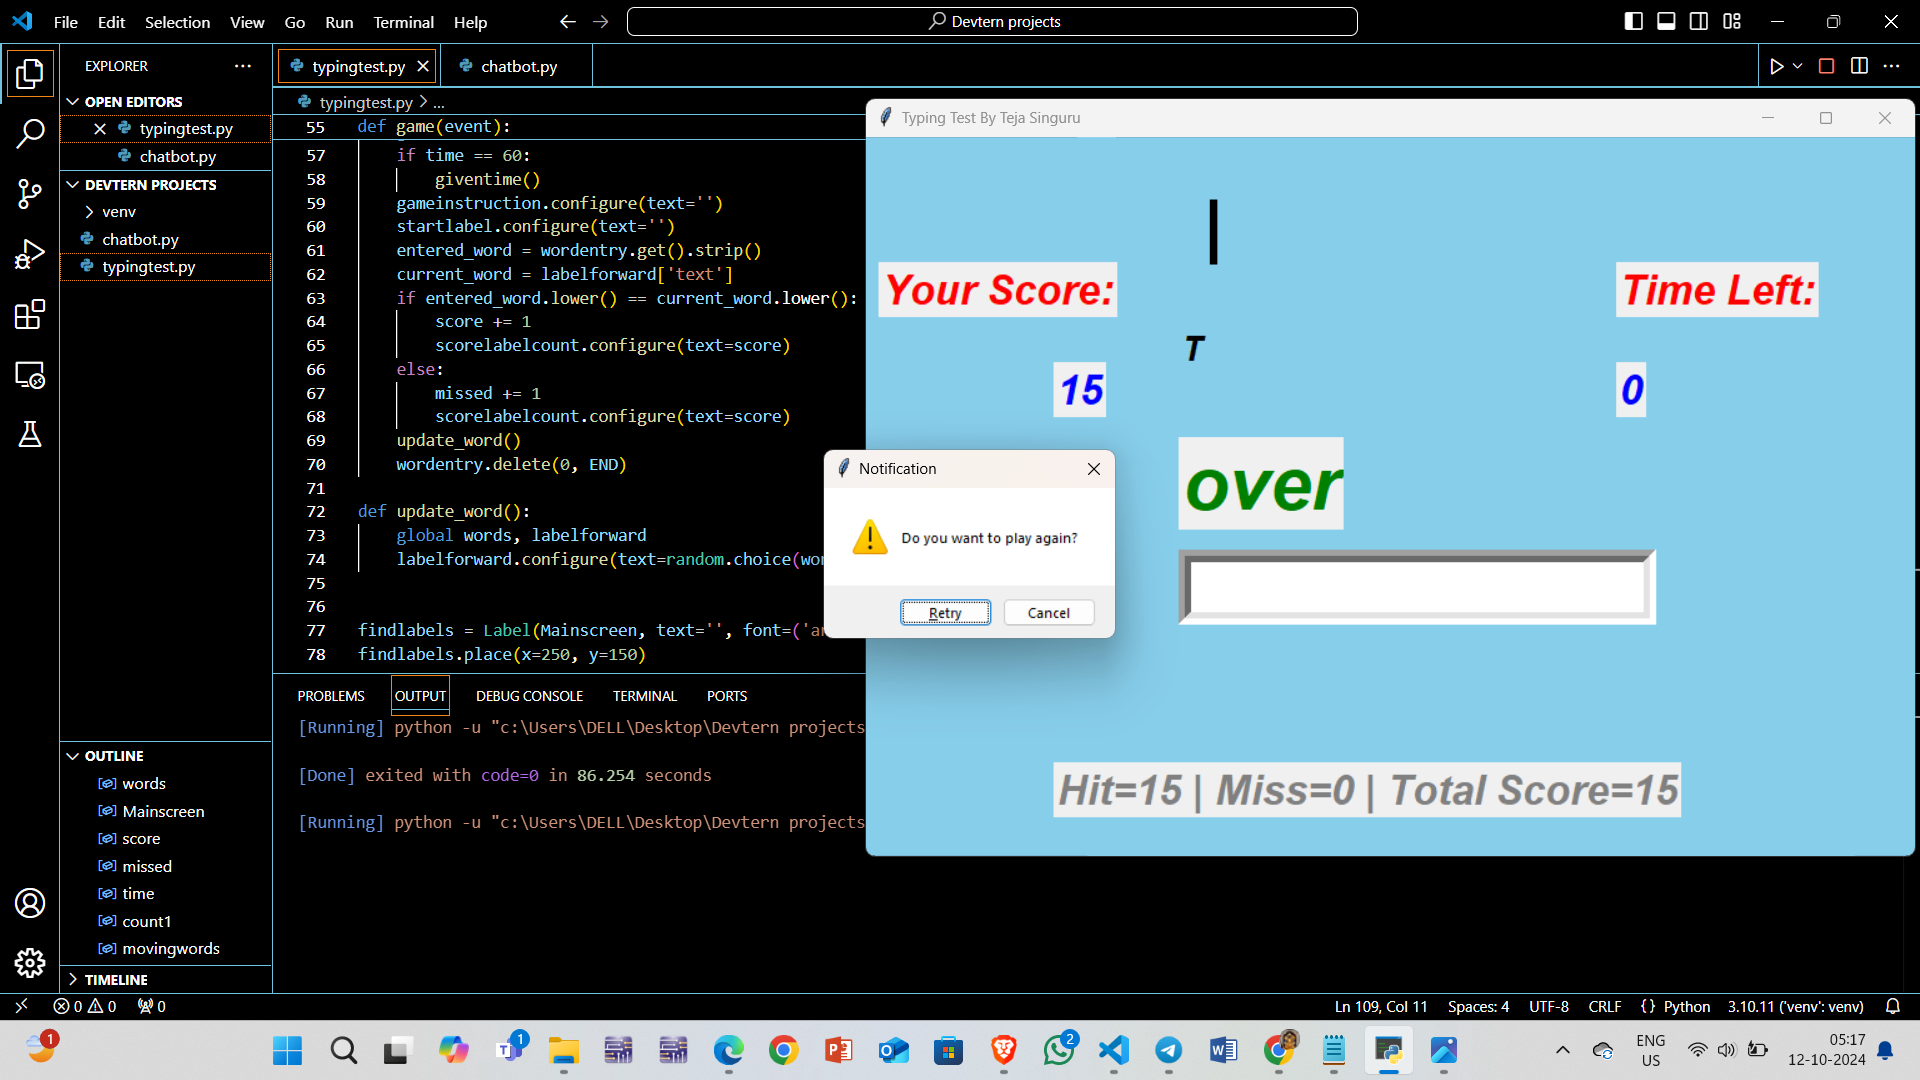 File Edit Selection View Go Run Terminal Help
Devtern projects
EXPLORER
OPEN EDITORS
typingtest.py
chatbot.py
DEVTERN PROJECTS
venv
chatbot.py
typingtest.py
OUTLINE
words
Mainscreen
score
missed
time
count1
movingwords
TIMELINE
typingtest.py
chatbot.py
typingtest.py > ...
55 def game(event):
57 if time == 60:
58 giventime()
59 gameinstruction.configure(text='')
60 startlabel.configure(text='')
61 entered_word = wordentry.get().strip()
62 current_word = labelforward['text']
63 if entered_word.lower() == current_word.lower():
64 score += 1
65 scorelabelcount.configure(text=score)
66 else:
67 missed += 1
68 scorelabelcount.configure(text=score)
69 update_word()
70 wordentry.delete(0, END)
71
72 def update_word():
73 global words, labelforward
74 labelforward.configure(text=random.choice(wor
75
76
77 findlabels = Label(Mainscreen, text='', font=('ar
78 findlabels.place(x=250, y=150)
PROBLEMS OUTPUT DEBUG CONSOLE TERMINAL PORTS
[Running] python -u "c:\Users\DELL\Desktop\Devtern projects
[Done] exited with code=0 in 86.254 seconds
[Running] python -u "c:\Users\DELL\Desktop\Devtern projects
Typing Test By Teja Singuru
Your Score:
Time Left:
T
15
0
over
Hit=15 | Miss=0 | Total Score=15
Notification
Do you want to play again?
Retry
Cancel
0 0 0
Ln 109, Col 11 Spaces: 4 UTF-8 CRLF {} Python 3.10.11 ('venv': venv)
1
1
2
ENG
US
05:17
12-10-2024